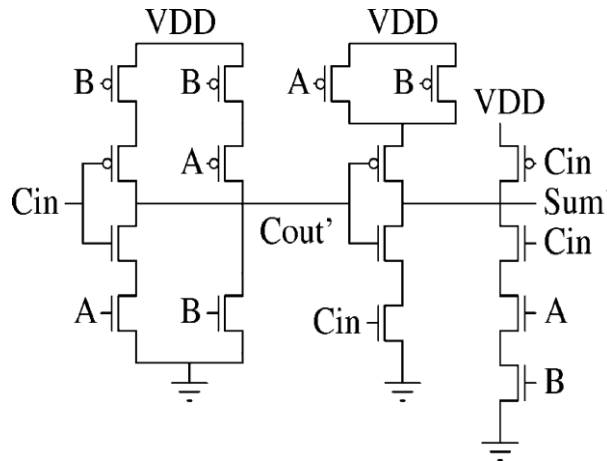 VDD VDD
B B A B
VDD
A Cin
Cin Sum'
Cout' Cin
A B Cin A
B